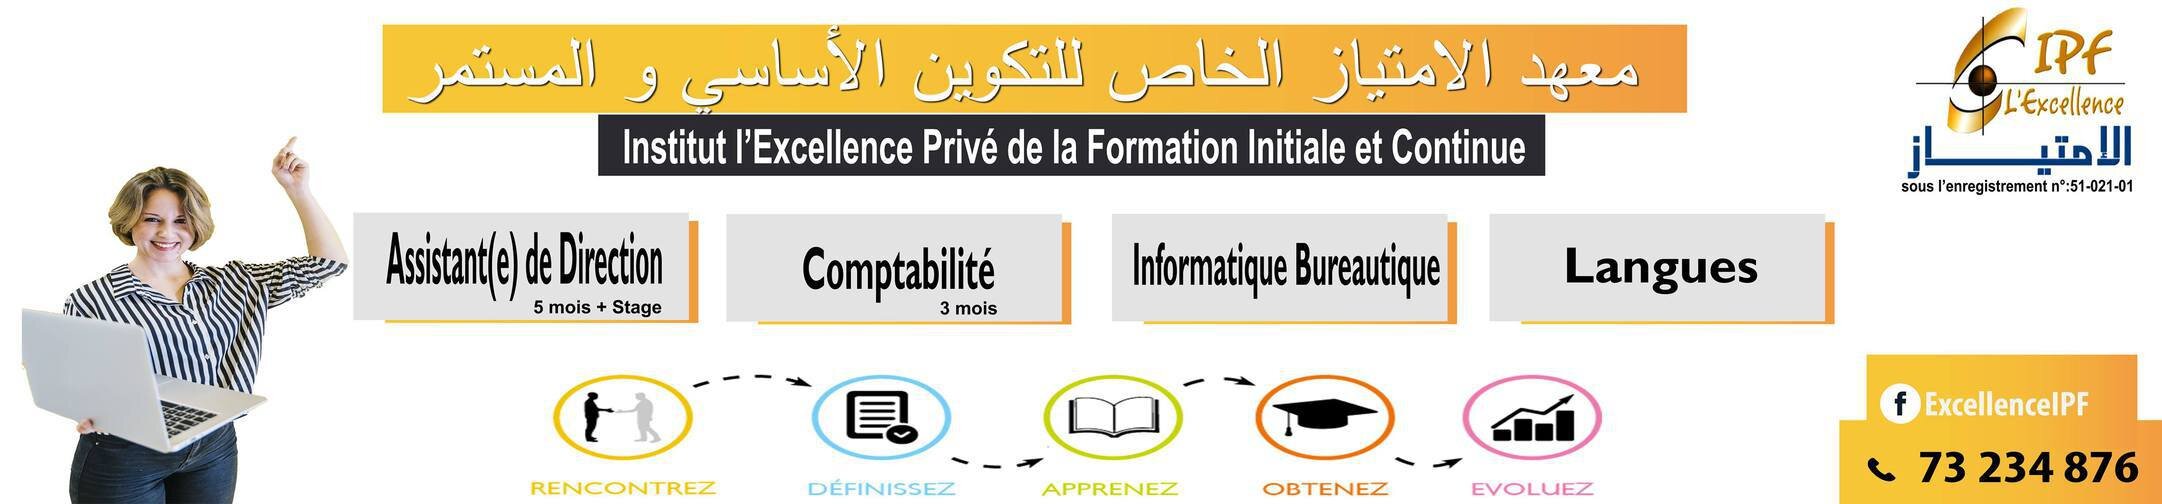 معهد الامتياز الخاص للتكوين الأساسي و المستمر
Institut l'Excellence Privé de la Formation Initiale et Continue
IPF
L'Excellence
الإمتياز
sous l'enregistrement n°:51-021-01
Assistant(e) de Direction
5 mois + Stage
Comptabilité
3 mois
Informatique Bureautique
Langues
RENCONTREZ
DÉFINISSEZ
APPRENEZ
OBTENEZ
EVOLUEZ
f ExcellenceIPF
73 234 876